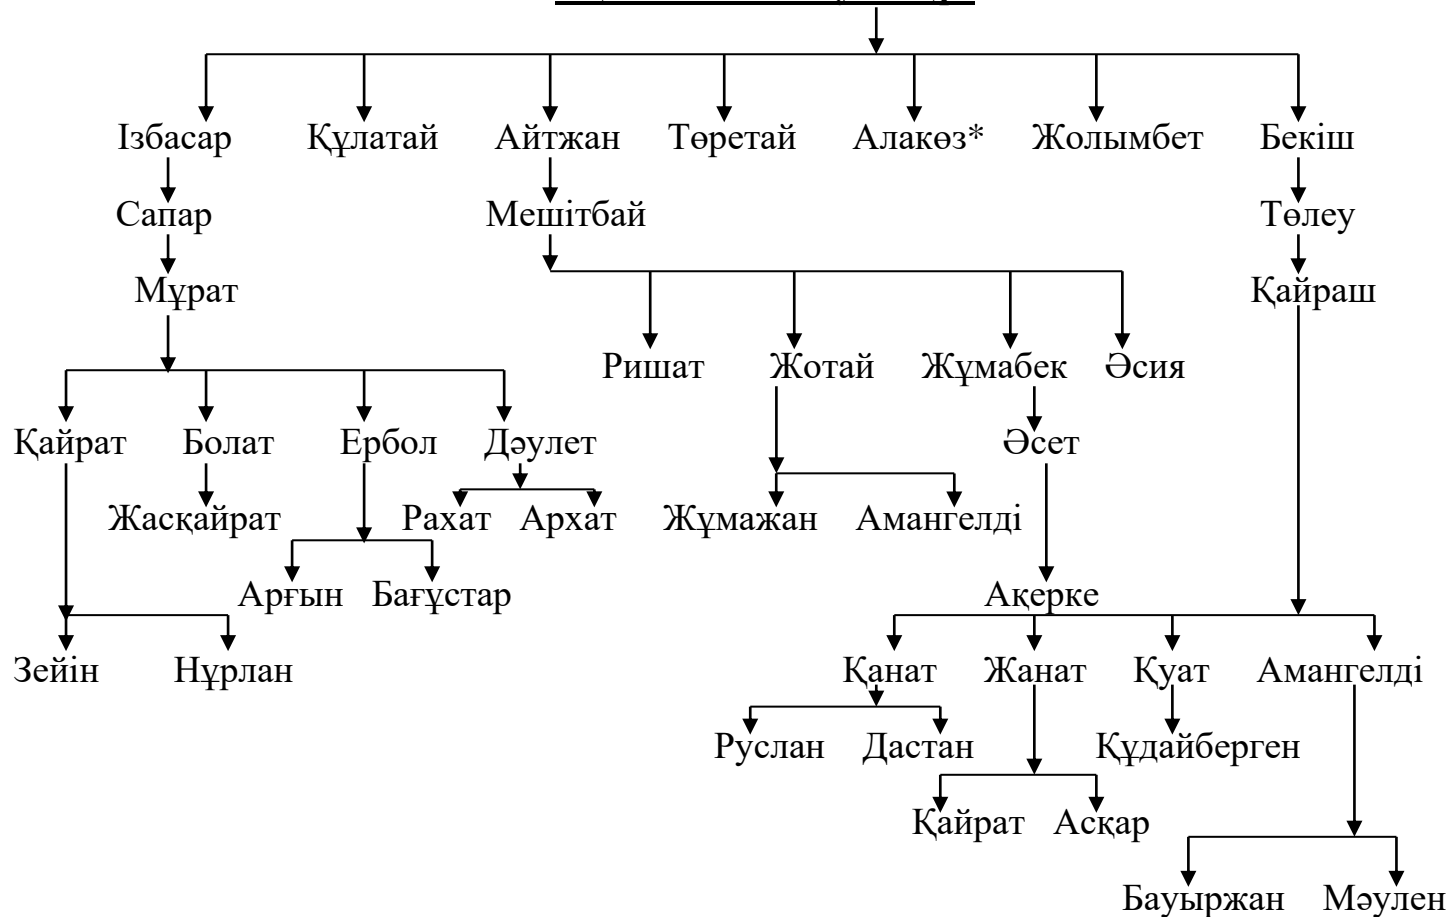 Ізбасар Құлатай Айтжан Төретай Алакөз* Жолымбет Бекіш
Сапар Мешітбай Төлеу
Мұрат Қайраш
Ришат Жотай Жұмабек Әсия
Қайрат Болат Ербол Дәулет Әсет
Жасқайрат Рахат Архат Жұмажан Амангелді
Арғын Бағұстар Ақерке
Зейін Нұрлан Қанат Жанат Қуат Амангелді
Руслан Дастан Құдайберген
Қайрат Асқар
Бауыржан Мәулен